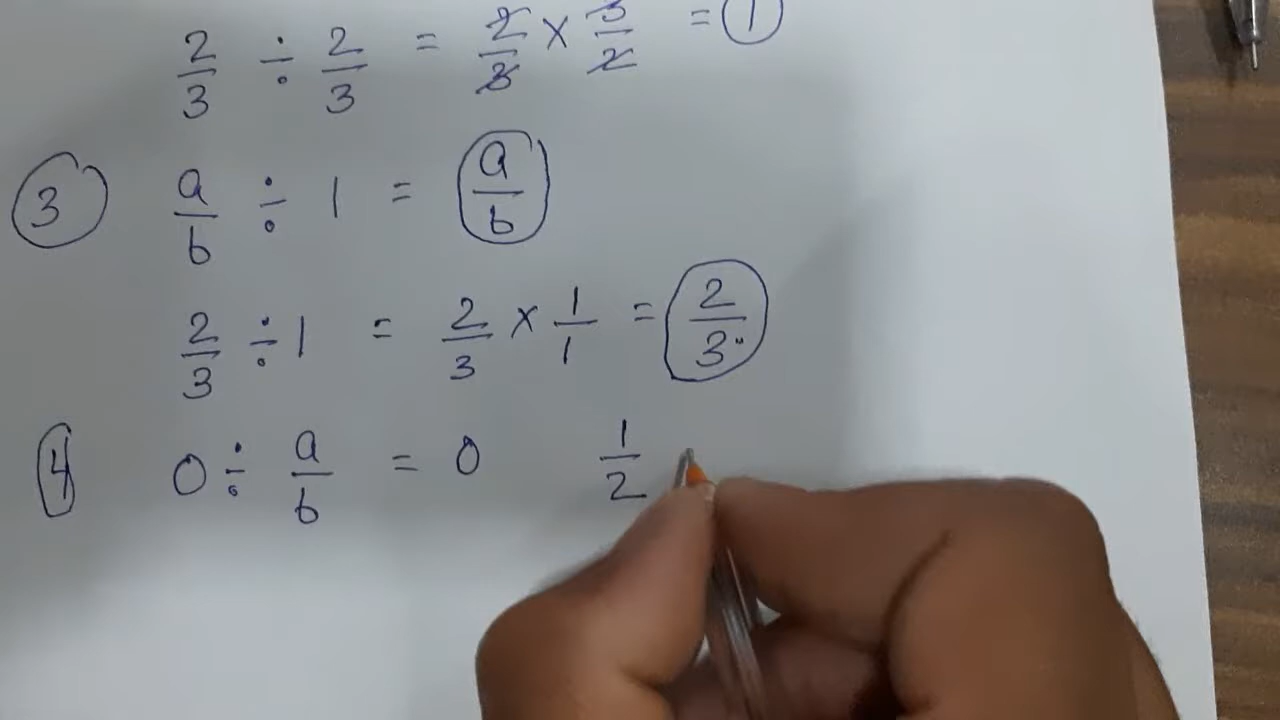 2/3 ÷ 2/3 = 2/3 × 3/2 = 1
3 a/b ÷ 1 = a/b
2/3 ÷ 1 = 2/3 × 1/1 = 2/3
4 0 ÷ a/b = 0 1/2